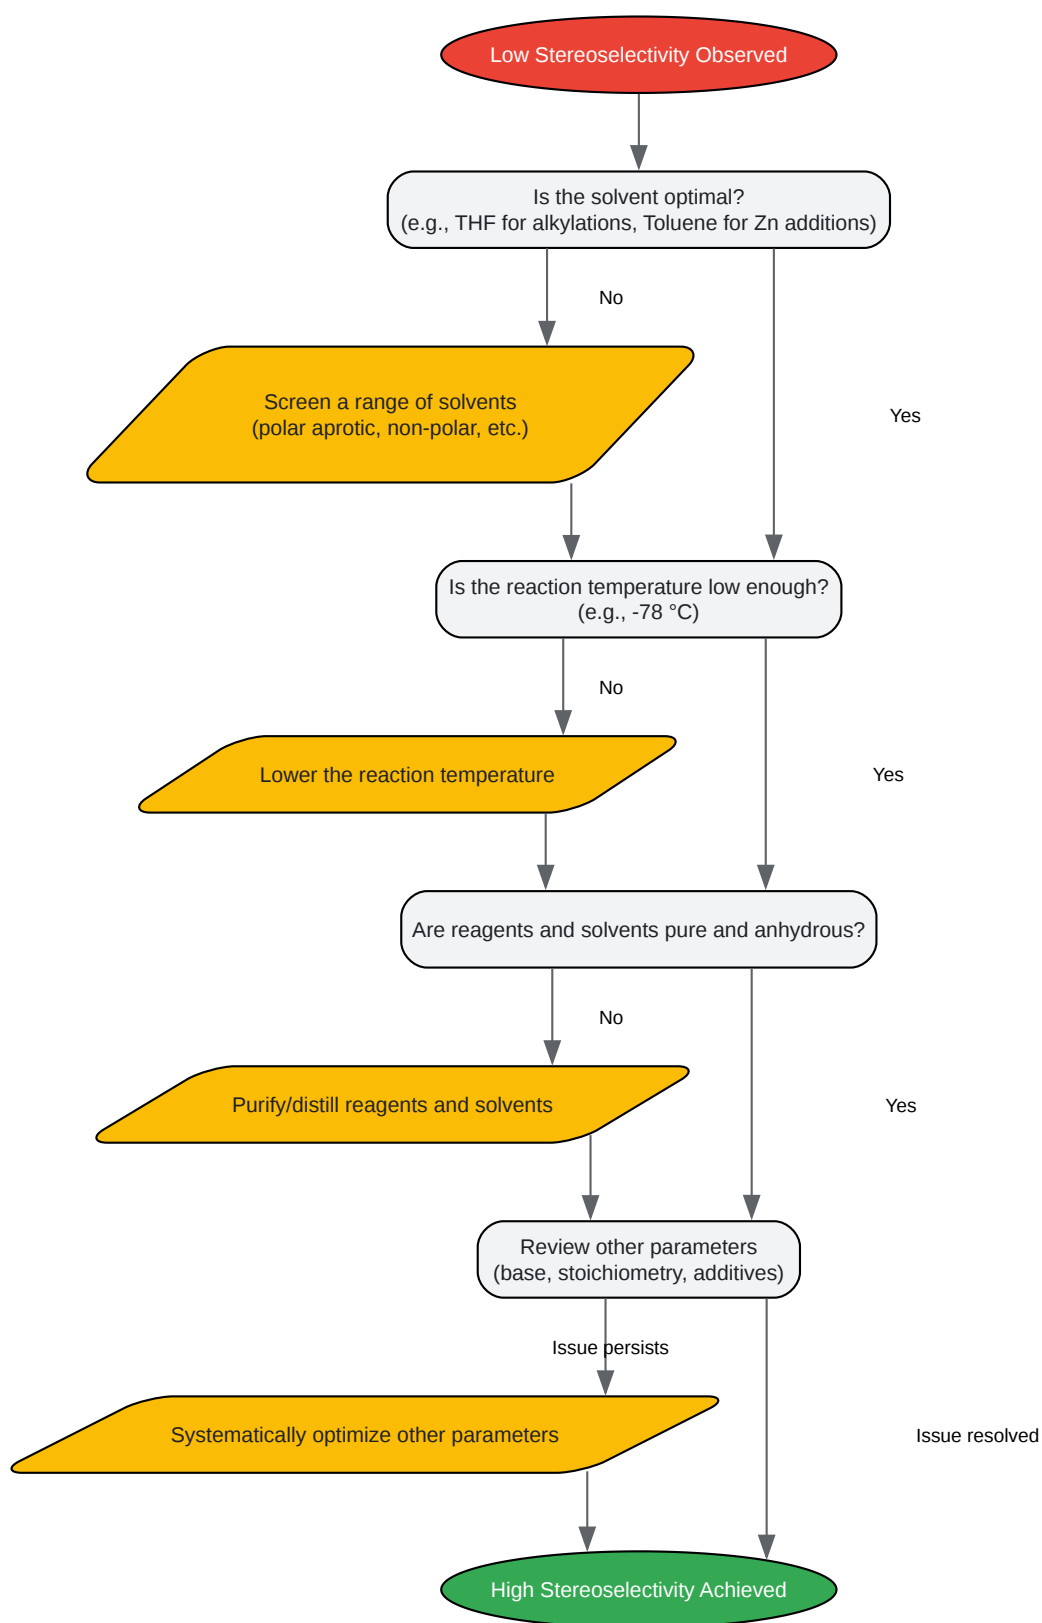 Low Stereoselectivity Observed
Is the solvent optimal?
(e.g., THF for alkylations, Toluene for Zn additions)
No
Screen a range of solvents
(polar aprotic, non-polar, etc.)
Yes
Is the reaction temperature low enough?
(e.g., -78 °C)
No
Lower the reaction temperature
Yes
Are reagents and solvents pure and anhydrous?
No
Purify/distill reagents and solvents
Yes
Review other parameters
(base, stoichiometry, additives)
Issue persists
Systematically optimize other parameters
Issue resolved
High Stereoselectivity Achieved